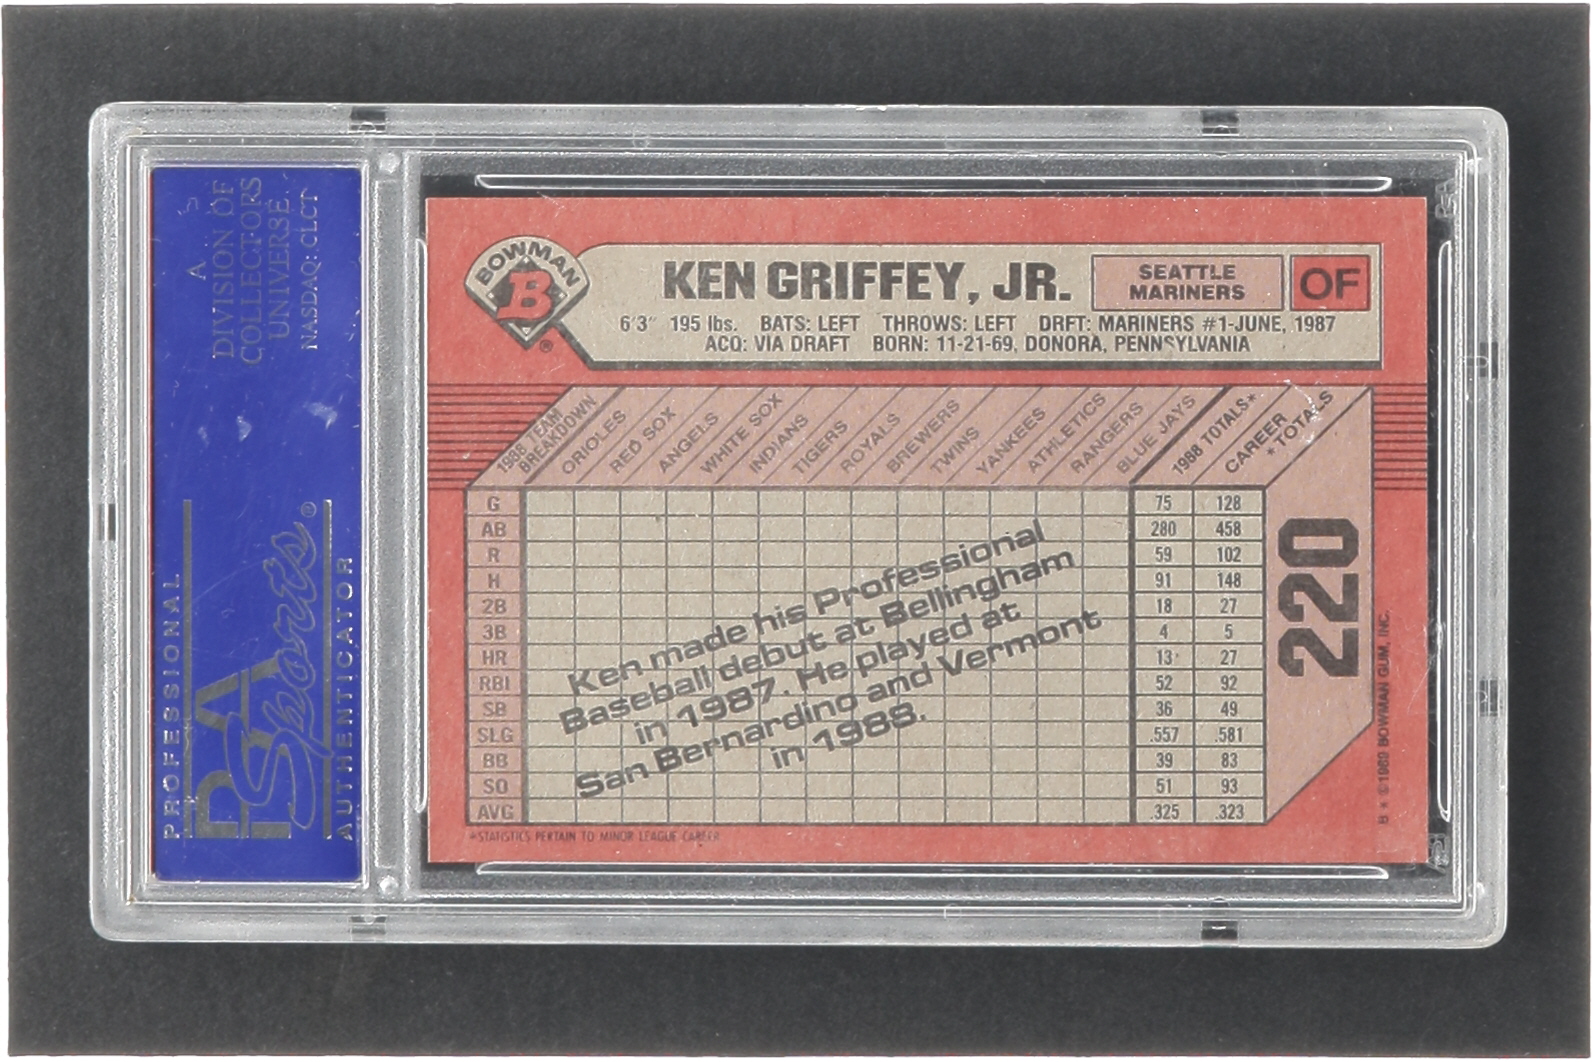 A
DIVISION OF
COLLECTORS
UNIVERSE
NASDAQ: CLCT
PROFESSIONAL
PSA
Sports®
AUTHENTICATOR
BOWMAN
B
®
KEN GRIFFEY, JR.
SEATTLE
MARINERS
OF
6'3" 195 lbs. BATS: LEFT THROWS: LEFT DRFT: MARINERS #1-JUNE, 1987
ACQ: VIA DRAFT BORN: 11-21-69, DONORA, PENNSYLVANIA
1988 TEAM
BREAKDOWN
ORIOLES
RED SOX
ANGELS
WHITE SOX
INDIANS
TIGERS
ROYALS
BREWERS
TWINS
YANKEES
ATHLETICS
RANGERS
BLUE JAYS
1988 TOTALS*
CAREER
*TOTALS
G 75 128
AB 280 458
R 59 102
H 91 148
2B 18 27
3B 4 5
HR 13 27
RBI 52 92
SB 36 49
SLG .557 .581
BB 39 83
SO 51 93
AVG .325 .323
Ken made his Professional
Baseball debut at Bellingham
in 1987. He played at
San Bernardino and Vermont
in 1988.
220
*STATISTICS PERTAIN TO MINOR LEAGUE CAREER
B* ©1989 BOWMAN GUM, INC.